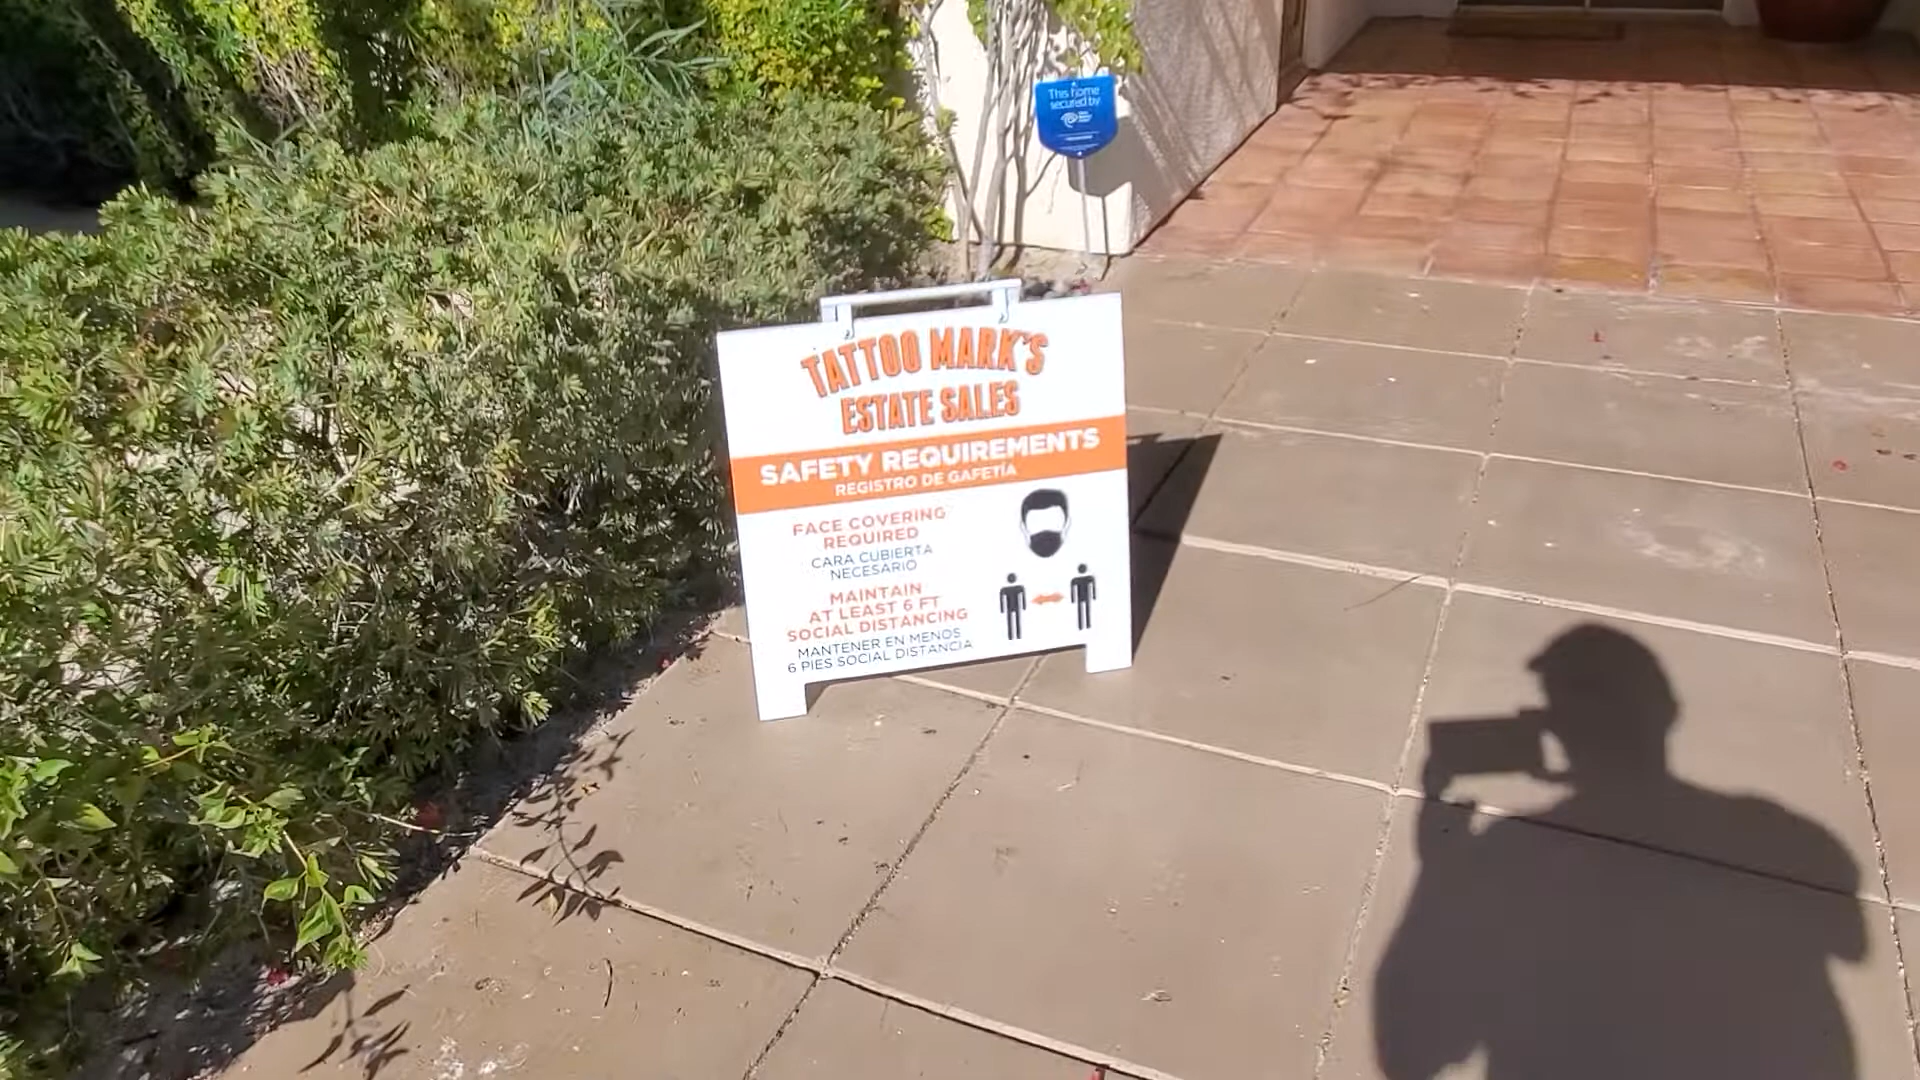 This home
secured by
TATTOO MARK'S
ESTATE SALES
SAFETY REQUIREMENTS
REGISTRO DE GAFETÍA
FACE COVERING
REQUIRED
CARA CUBIERTA
NECESARIO
MAINTAIN
AT LEAST 6 FT
SOCIAL DISTANCING
MANTENER EN MENOS
6 PIES SOCIAL DISTANCIA